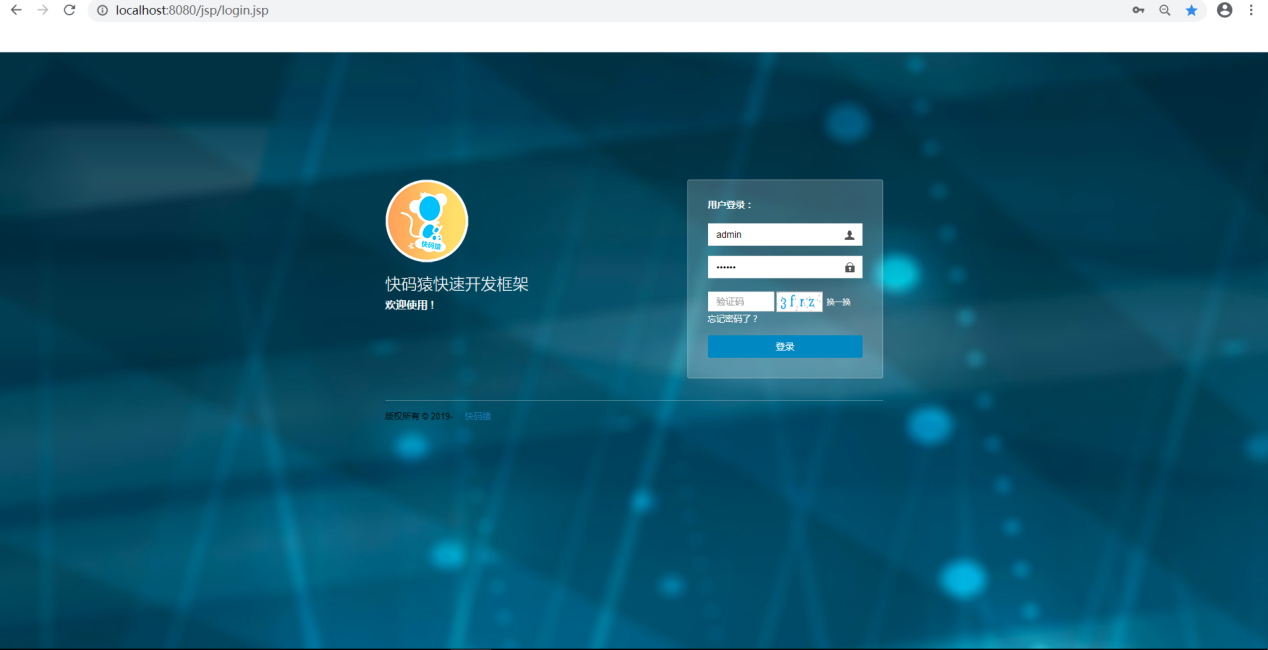 localhost:8080/jsp/login.jsp
快码猿
快码猿快速开发框架
欢迎使用！
用户登录：
admin
••••••
验证码 3frz 换一换
忘记密码了？
登录
版权所有 © 2019- 快码猿